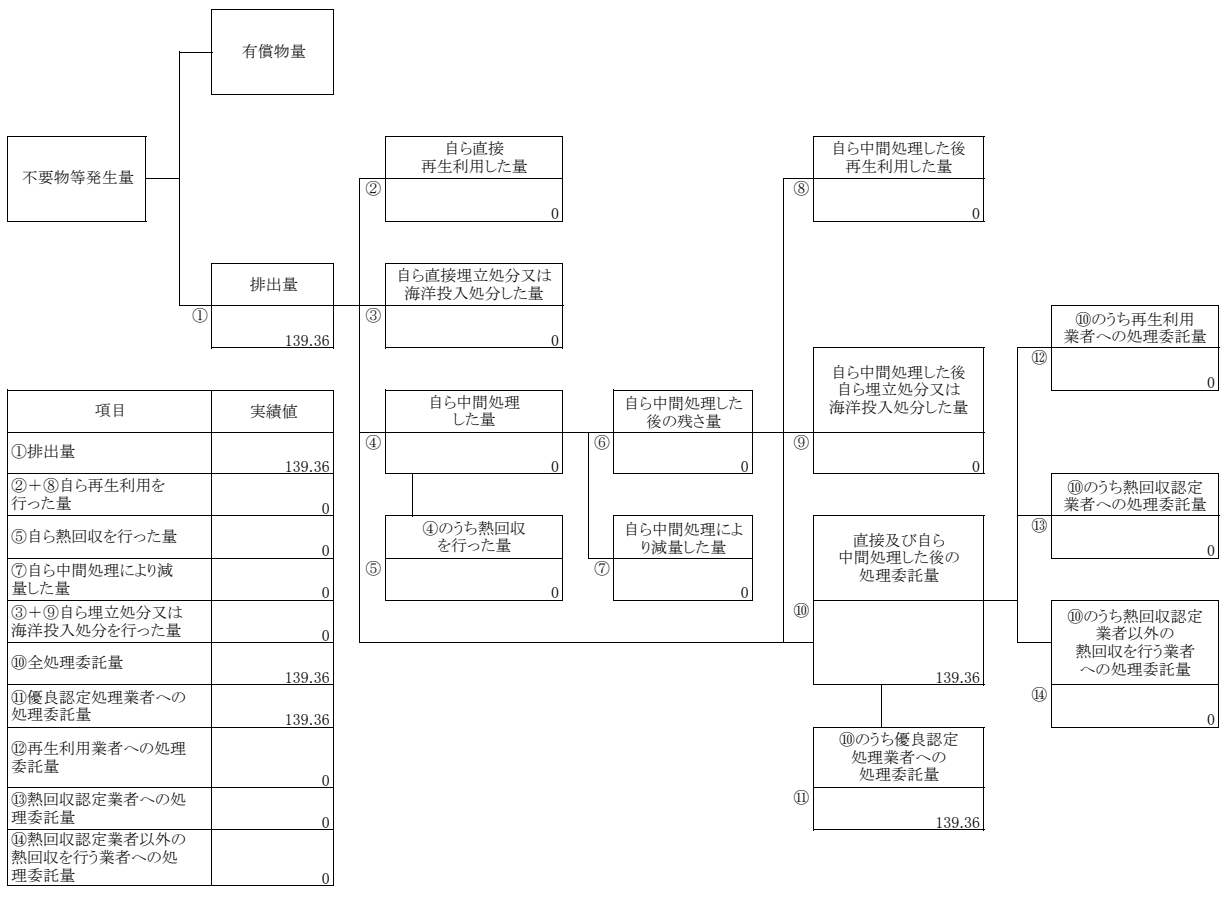 有償物量
不要物等発生量
排出量
①
139.36
自ら直接
再生利用した量
②
0
自ら直接埋立処分又は
海洋投入処分した量
③
0
自ら中間処理
した量
④
0
④のうち熱回収
を行った量
⑤
0
自ら中間処理した
後の残さ量
⑥
0
自ら中間処理によ
り減量した量
⑦
0
自ら中間処理した後
再生利用した量
⑧
0
自ら中間処理した後
自ら埋立処分又は
海洋投入処分した量
⑨
0
直接及び自ら
中間処理した後の
処理委託量
⑩
139.36
⑩のうち優良認定
処理業者への
処理委託量
⑪
139.36
⑩のうち再生利用
業者への処理委託量
⑫
0
⑩のうち熱回収認定
業者への処理委託量
⑬
0
⑩のうち熱回収認定
業者以外の
熱回収を行う業者
への処理委託量
⑭
0
項目 実績値
①排出量
139.36
②＋⑧自ら再生利用を
行った量
0
⑤自ら熱回収を行った量
0
⑦自ら中間処理により減
量した量
0
③＋⑨自ら埋立処分又は
海洋投入処分を行った量
0
⑩全処理委託量
139.36
⑪優良認定処理業者への
処理委託量
139.36
⑫再生利用業者への処理
委託量
0
⑬熱回収認定業者への処
理委託量
0
⑭熱回収認定業者以外の
熱回収を行う業者への処
理委託量
0